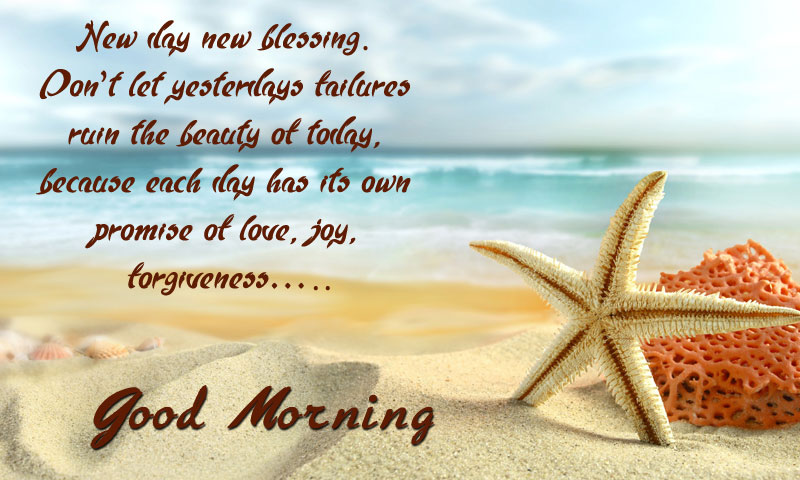 New day new blessing.
Don't let yesterdays failures
ruin the beauty of today,
because each day has its own
promise of love, joy,
forgiveness.....
Good Morning